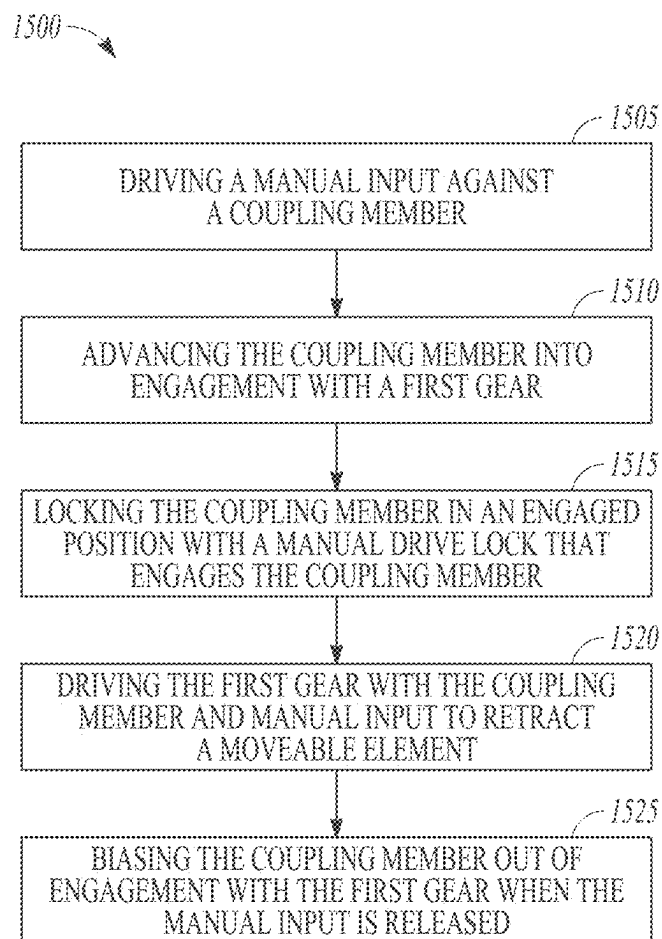 1500
1505
DRIVING A MANUAL INPUT AGAINST
A COUPLING MEMBER
1510
ADVANCING THE COUPLING MEMBER INTO
ENGAGEMENT WITH A FIRST GEAR
1515
LOCKING THE COUPLING MEMBER IN AN ENGAGED
POSITION WITH A MANUAL DRIVE LOCK THAT
ENGAGES THE COUPLING MEMBER
1520
DRIVING THE FIRST GEAR WITH THE COUPLING
MEMBER AND MANUAL INPUT TO RETRACT
A MOVEABLE ELEMENT
1525
BIASING THE COUPLING MEMBER OUT OF
ENGAGEMENT WITH THE FIRST GEAR WHEN THE
MANUAL INPUT IS RELEASED